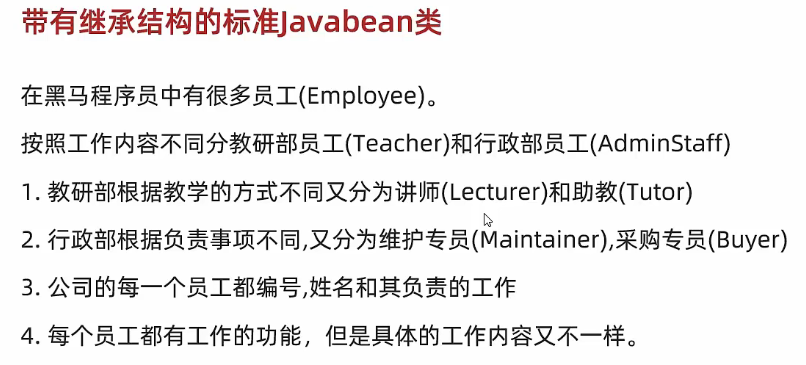 带有继承结构的标准Javabean类
在黑马程序员中有很多员工(Employee)。
按照工作内容不同分教研部员工(Teacher)和行政部员工(AdminStaff)
1. 教研部根据教学的方式不同又分为讲师(Lecturer)和助教(Tutor)
2. 行政部根据负责事项不同,又分为维护专员(Maintainer),采购专员(Buyer)
3. 公司的每一个员工都编号,姓名和其负责的工作
4. 每个员工都有工作的功能，但是具体的工作内容又不一样。